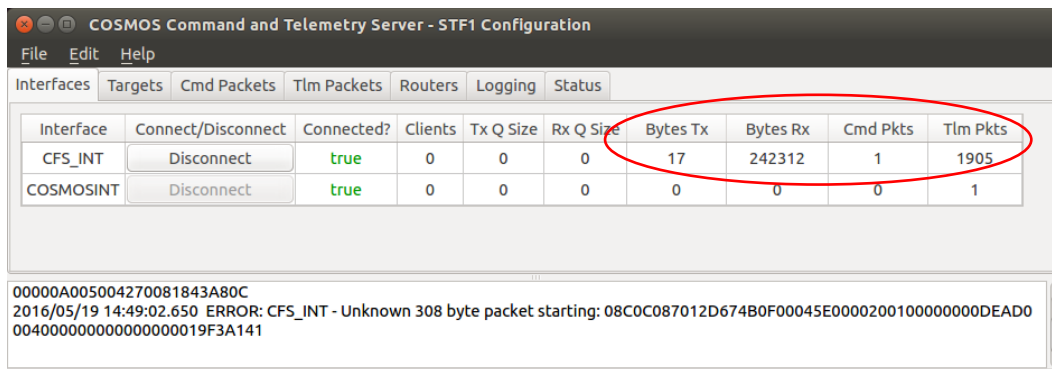 COSMOS Command and Telemetry Server - STF1 Configuration
File Edit Help
Interfaces Targets Cmd Packets Tlm Packets Routers Logging Status
Interface Connect/Disconnect Connected? Clients Tx Q Size Rx Q Size Bytes Tx Bytes Rx Cmd Pkts Tlm Pkts
CFS_INT Disconnect true 0 0 0 17 242312 1 1905
COSMOSINT Disconnect true 0 0 0 0 0 0 1
00000A005004270081843A80C
2016/05/19 14:49:02.650 ERROR: CFS_INT - Unknown 308 byte packet starting: 08C0C087012D674B0F00045E0000200100000000DEAD0
004000000000000000019F3A141